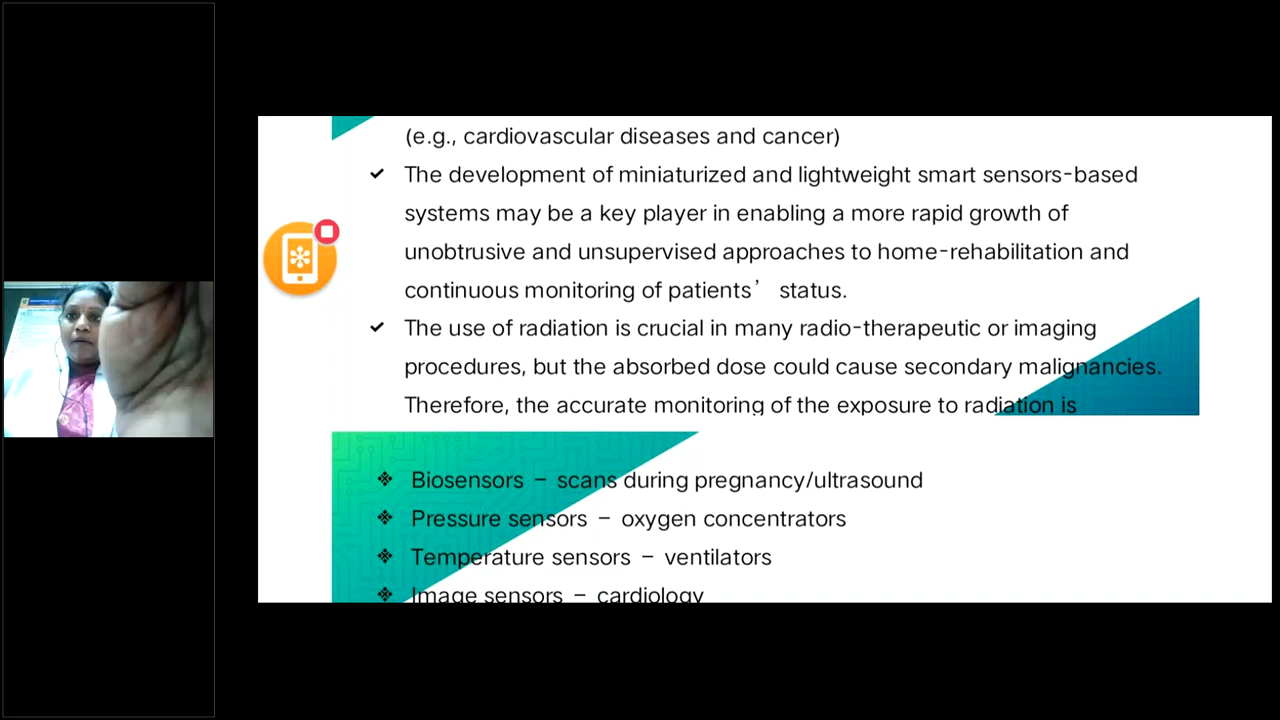 (e.g., cardiovascular diseases and cancer)
✓ The development of miniaturized and lightweight smart sensors-based
systems may be a key player in enabling a more rapid growth of
unobtrusive and unsupervised approaches to home-rehabilitation and
continuous monitoring of patients’ status.
✓ The use of radiation is crucial in many radio-therapeutic or imaging
procedures, but the absorbed dose could cause secondary malignancies.
Therefore, the accurate monitoring of the exposure to radiation is
❖ Biosensors – scans during pregnancy/ultrasound
❖ Pressure sensors – oxygen concentrators
❖ Temperature sensors – ventilators
❖ Image sensors – cardiology